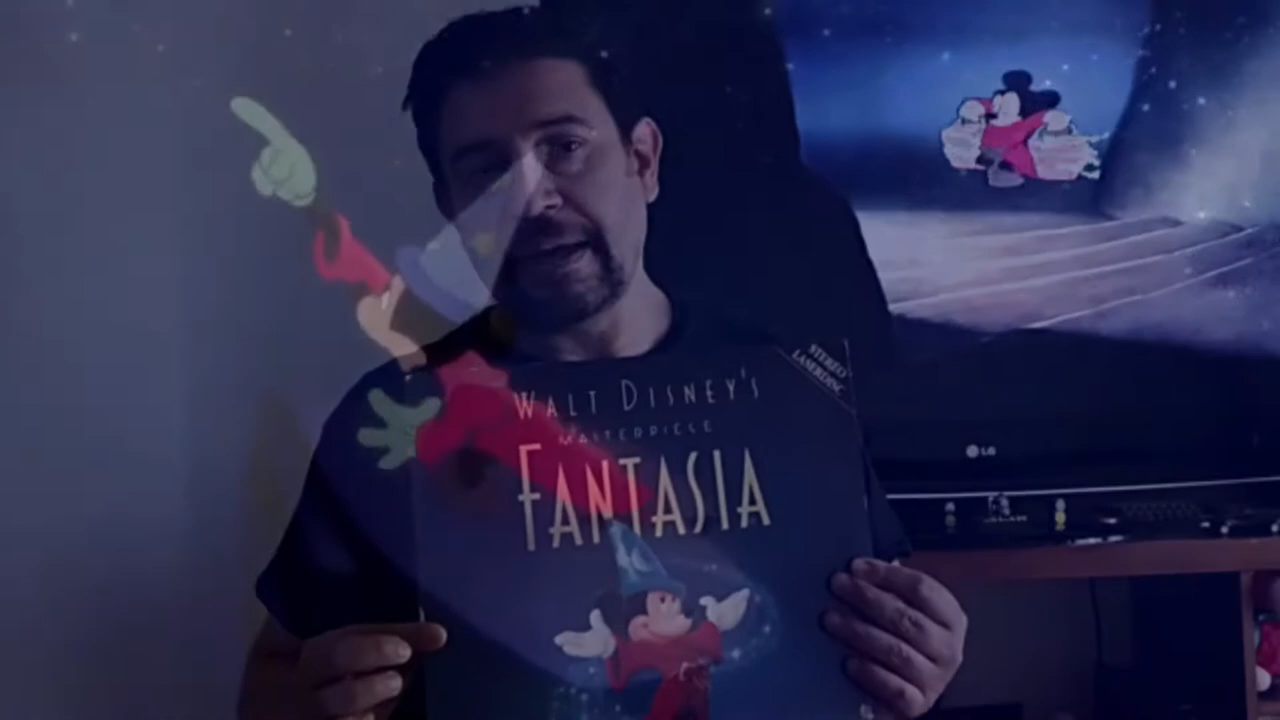 STEREO
LASERDISC
WALT DISNEY'S
MASTERPIECE
FANTASIA
LG